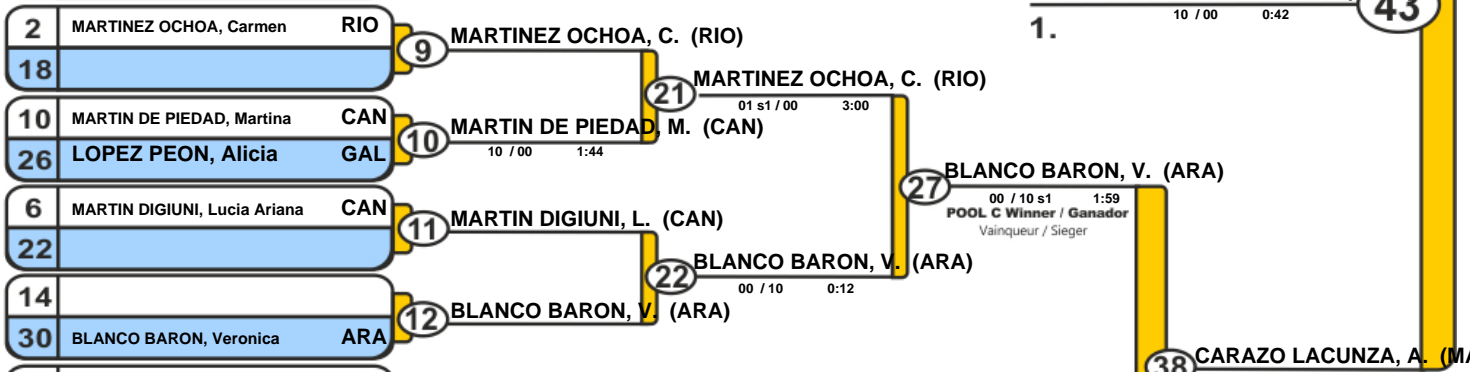 10 / 00 0:42
43
1.
2 MARTINEZ OCHOA, Carmen RIO
18
9 MARTINEZ OCHOA, C. (RIO)
21 MARTINEZ OCHOA, C. (RIO)
01 s1 / 00 3:00
10 MARTIN DE PIEDAD, Martina CAN
26 LOPEZ PEON, Alicia GAL
10 MARTIN DE PIEDAD, M. (CAN)
10 / 00 1:44
27 BLANCO BARON, V. (ARA)
00 / 10 s1 1:59
POOL C Winner / Ganador
Vainqueur / Sieger
6 MARTIN DIGIUNI, Lucia Ariana CAN
22
11 MARTIN DIGIUNI, L. (CAN)
22 BLANCO BARON, V. (ARA)
00 / 10 0:12
14
30 BLANCO BARON, Veronica ARA
12 BLANCO BARON, V. (ARA)
38 CARAZO LACUNZA, A. (MA